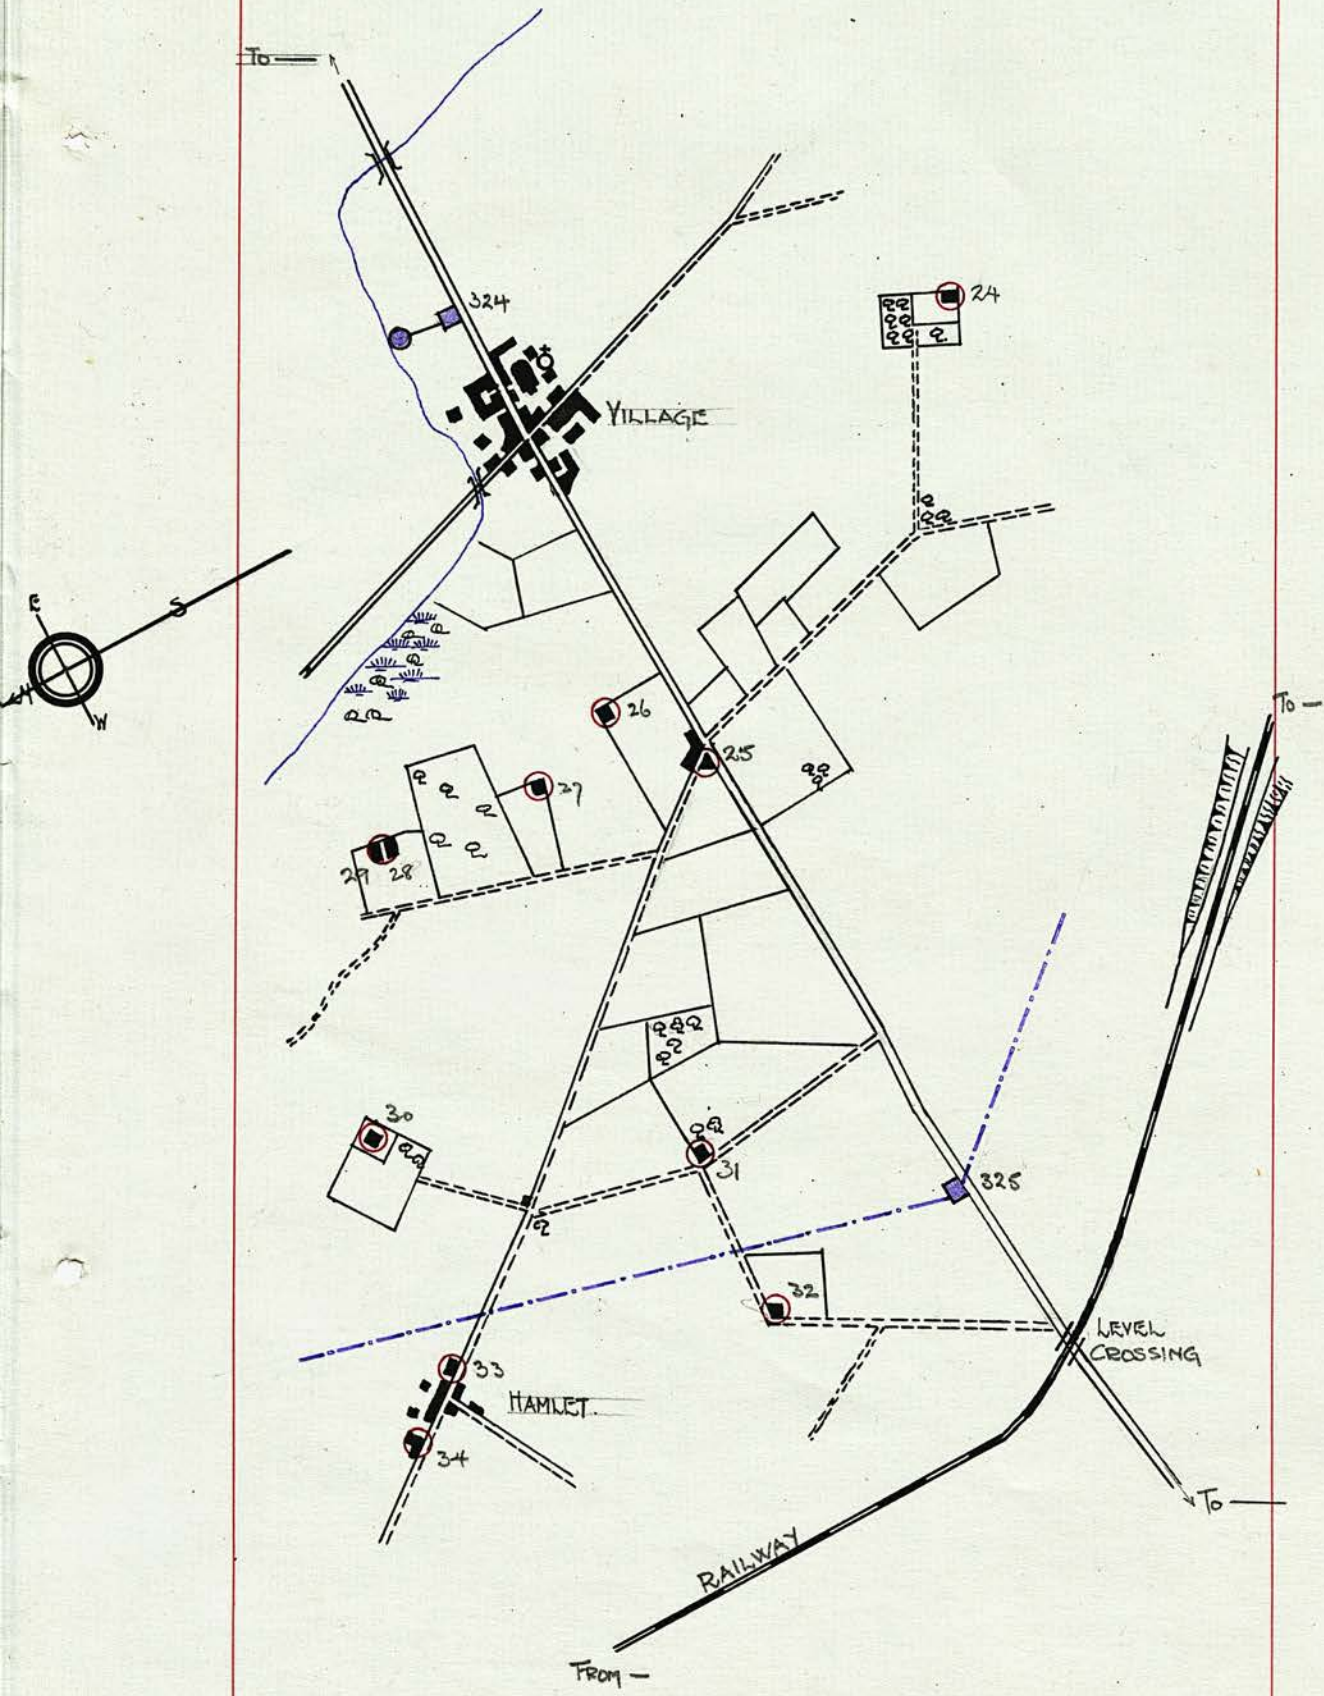 To —
324
24
VILLAGE
E
S
N
W
26
25
To —
37
29 28
30
31
325
32
LEVEL
CROSSING
33
HAMLET.
34
To —
RAILWAY
FROM —